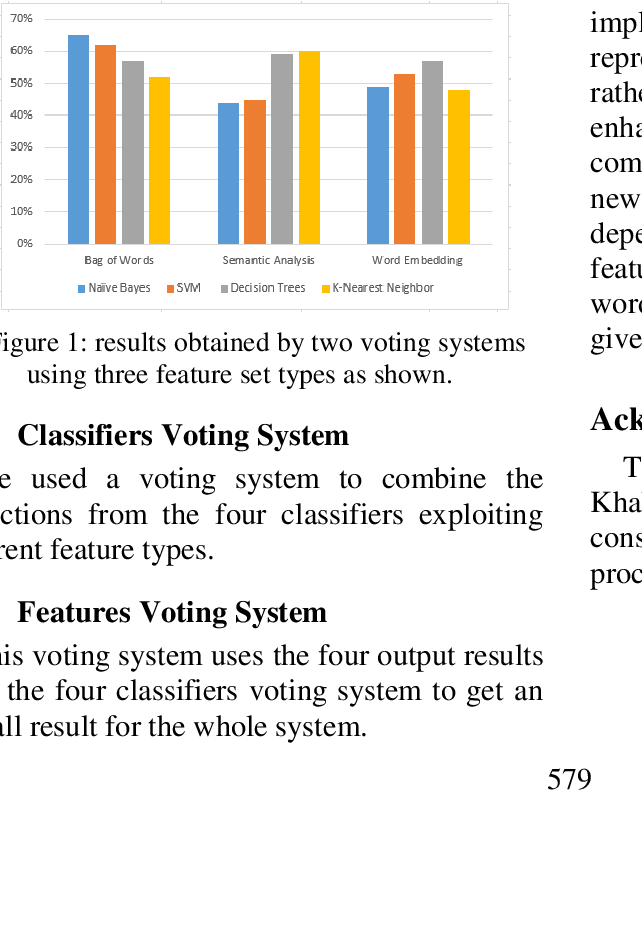 70%
60%
50%
40%
30%
20%
10%
0%
Bag of Words Semantic Analysis Word Embedding
Naïve Bayes SVM Decision Trees K-Nearest Neighbor
igure 1: results obtained by two voting systems
using three feature set types as shown.
Classifiers Voting System
e used a voting system to combine the
ctions from the four classifiers exploiting
rent feature types.
Features Voting System
is voting system uses the four output results
the four classifiers voting system to get an
all result for the whole system.
impl
repre
rathe
enha
com
new
depe
featu
word
give
Ack
T
Khal
cons
proc
579